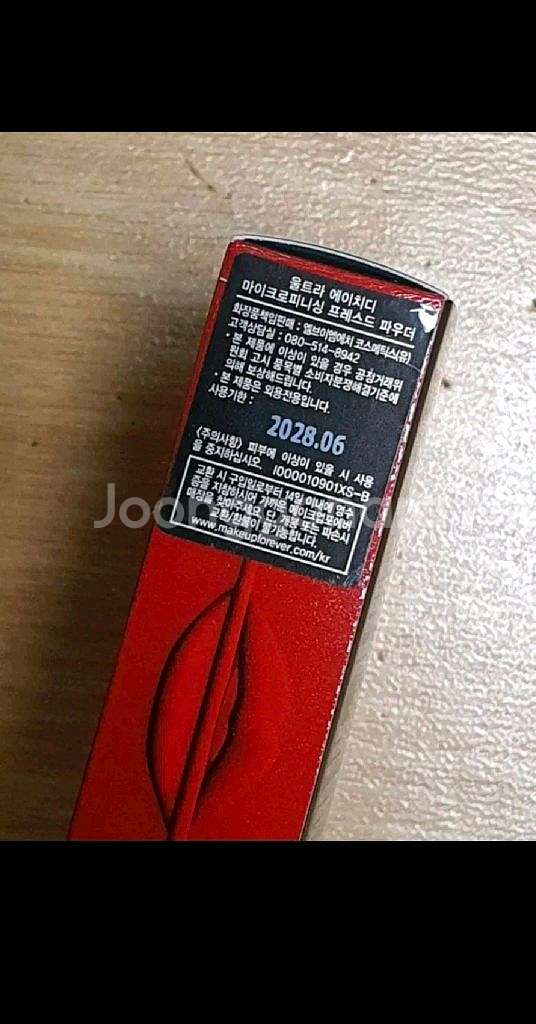 울트라 에이치디
마이크로피니싱 프레스드 파우더
화장품책임판매 : 엘브이엠에치 코스메틱스(유)
고객상담실 : 080-514-8942
· 본 제품에 이상이 있을 경우 공정거래위
원회 고시 품목별 소비자분쟁해결기준에
의해 보상해드립니다.
· 본 제품은 외용전용입니다.
사용기한 :
2028.06
<주의사항> 피부에 이상이 있을 시 사용
을 중지하십시오 I000010901XS-B
교환 시 구입일로부터 14일 이내에 영수
증을 지참하시어 가까운 메이크업포에버
매장을 찾아주세요. 단, 개봉 또는 파손시
교환/환불이 불가능합니다.
www.makeupforever.com/kr